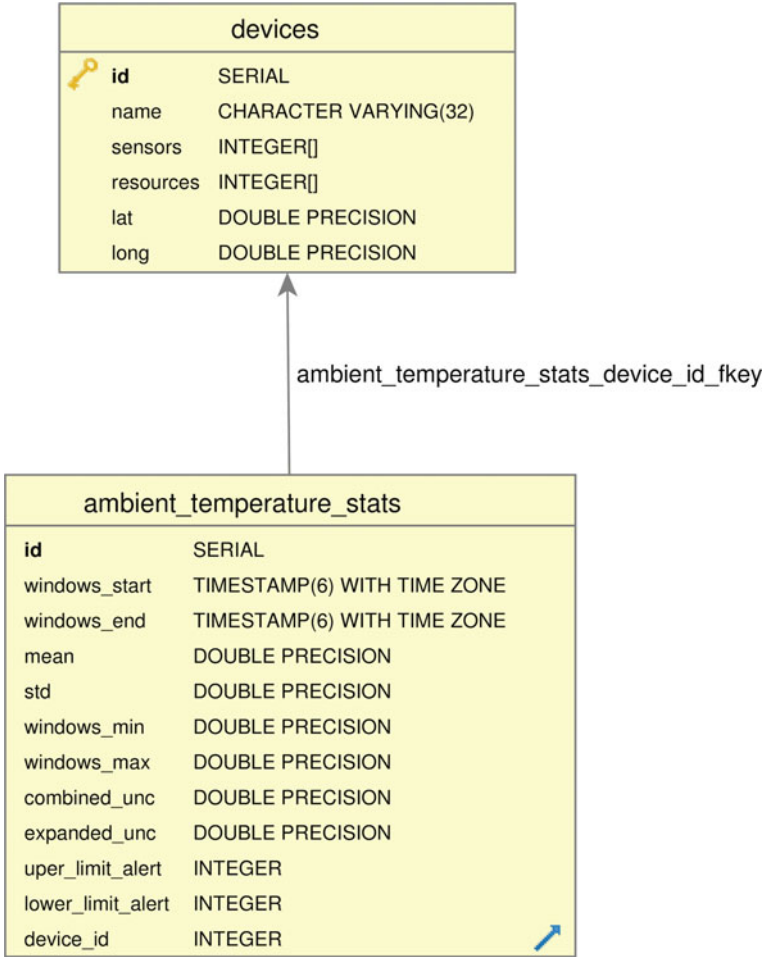 devices
id SERIAL
name CHARACTER VARYING(32)
sensors INTEGER[]
resources INTEGER[]
lat DOUBLE PRECISION
long DOUBLE PRECISION
ambient_temperature_stats_device_id_fkey
ambient_temperature_stats
id SERIAL
windows_start TIMESTAMP(6) WITH TIME ZONE
windows_end TIMESTAMP(6) WITH TIME ZONE
mean DOUBLE PRECISION
std DOUBLE PRECISION
windows_min DOUBLE PRECISION
windows_max DOUBLE PRECISION
combined_unc DOUBLE PRECISION
expanded_unc DOUBLE PRECISION
uper_limit_alert INTEGER
lower_limit_alert INTEGER
device_id INTEGER